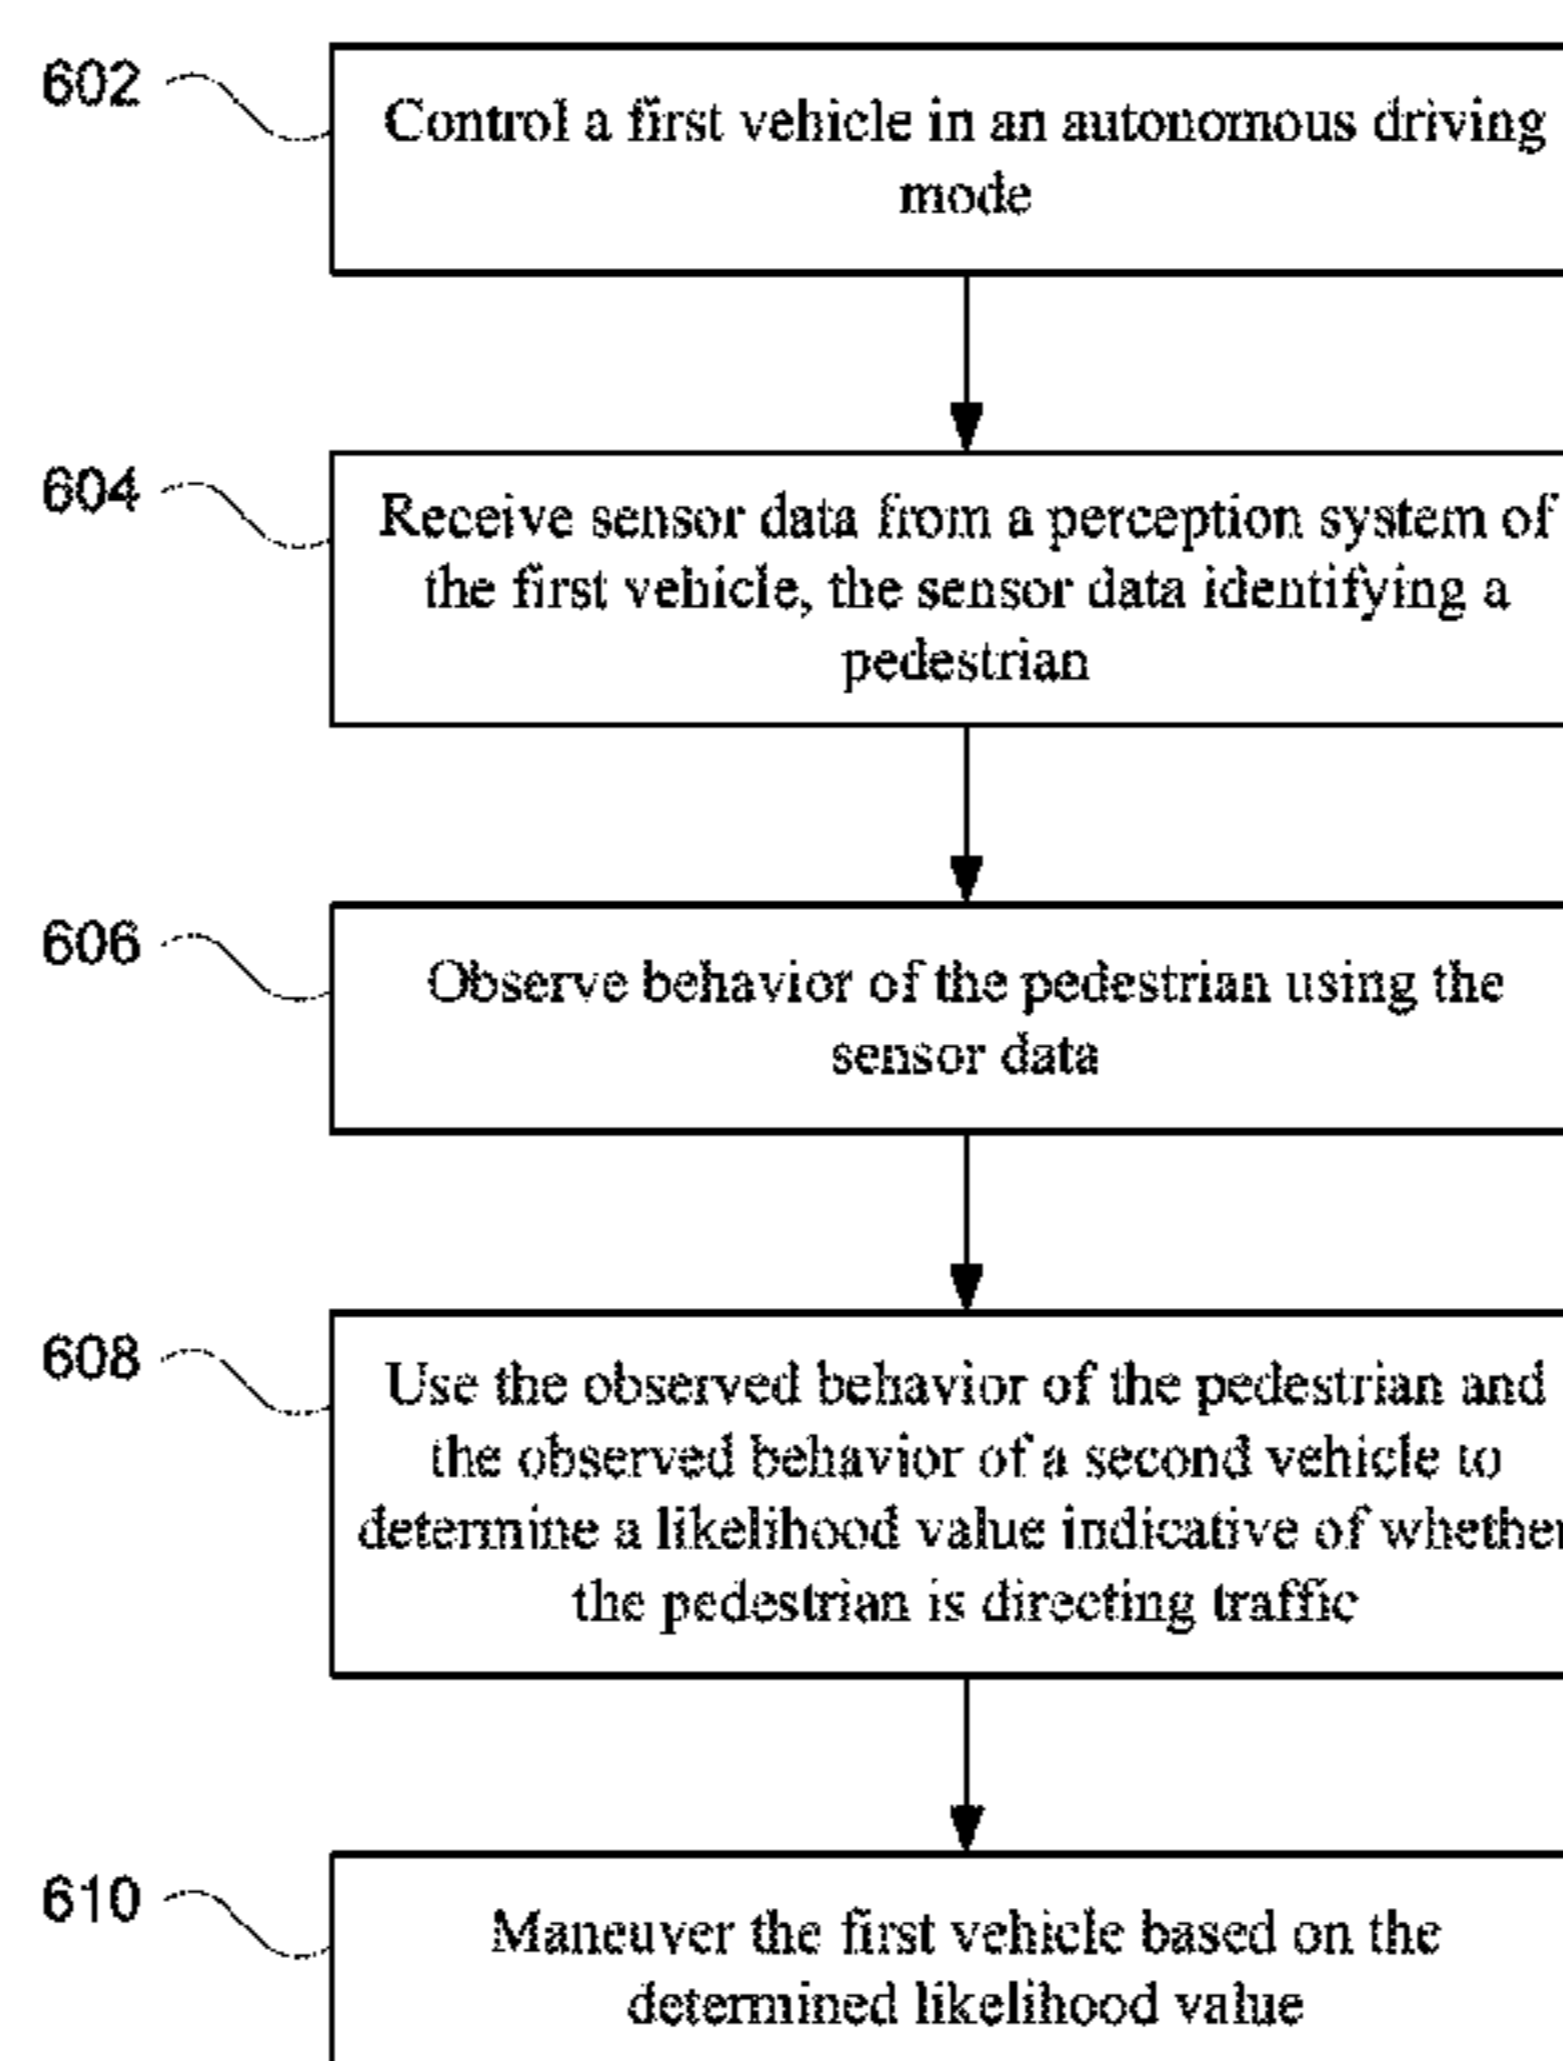 602
Control a first vehicle in an autonomous driving
mode
604
Receive sensor data from a perception system of
the first vehicle, the sensor data identifying a
pedestrian
606
Observe behavior of the pedestrian using the
sensor data
608
Use the observed behavior of the pedestrian and
the observed behavior of a second vehicle to
determine a likelihood value indicative of whether
the pedestrian is directing traffic
610
Maneuver the first vehicle based on the
determined likelihood value